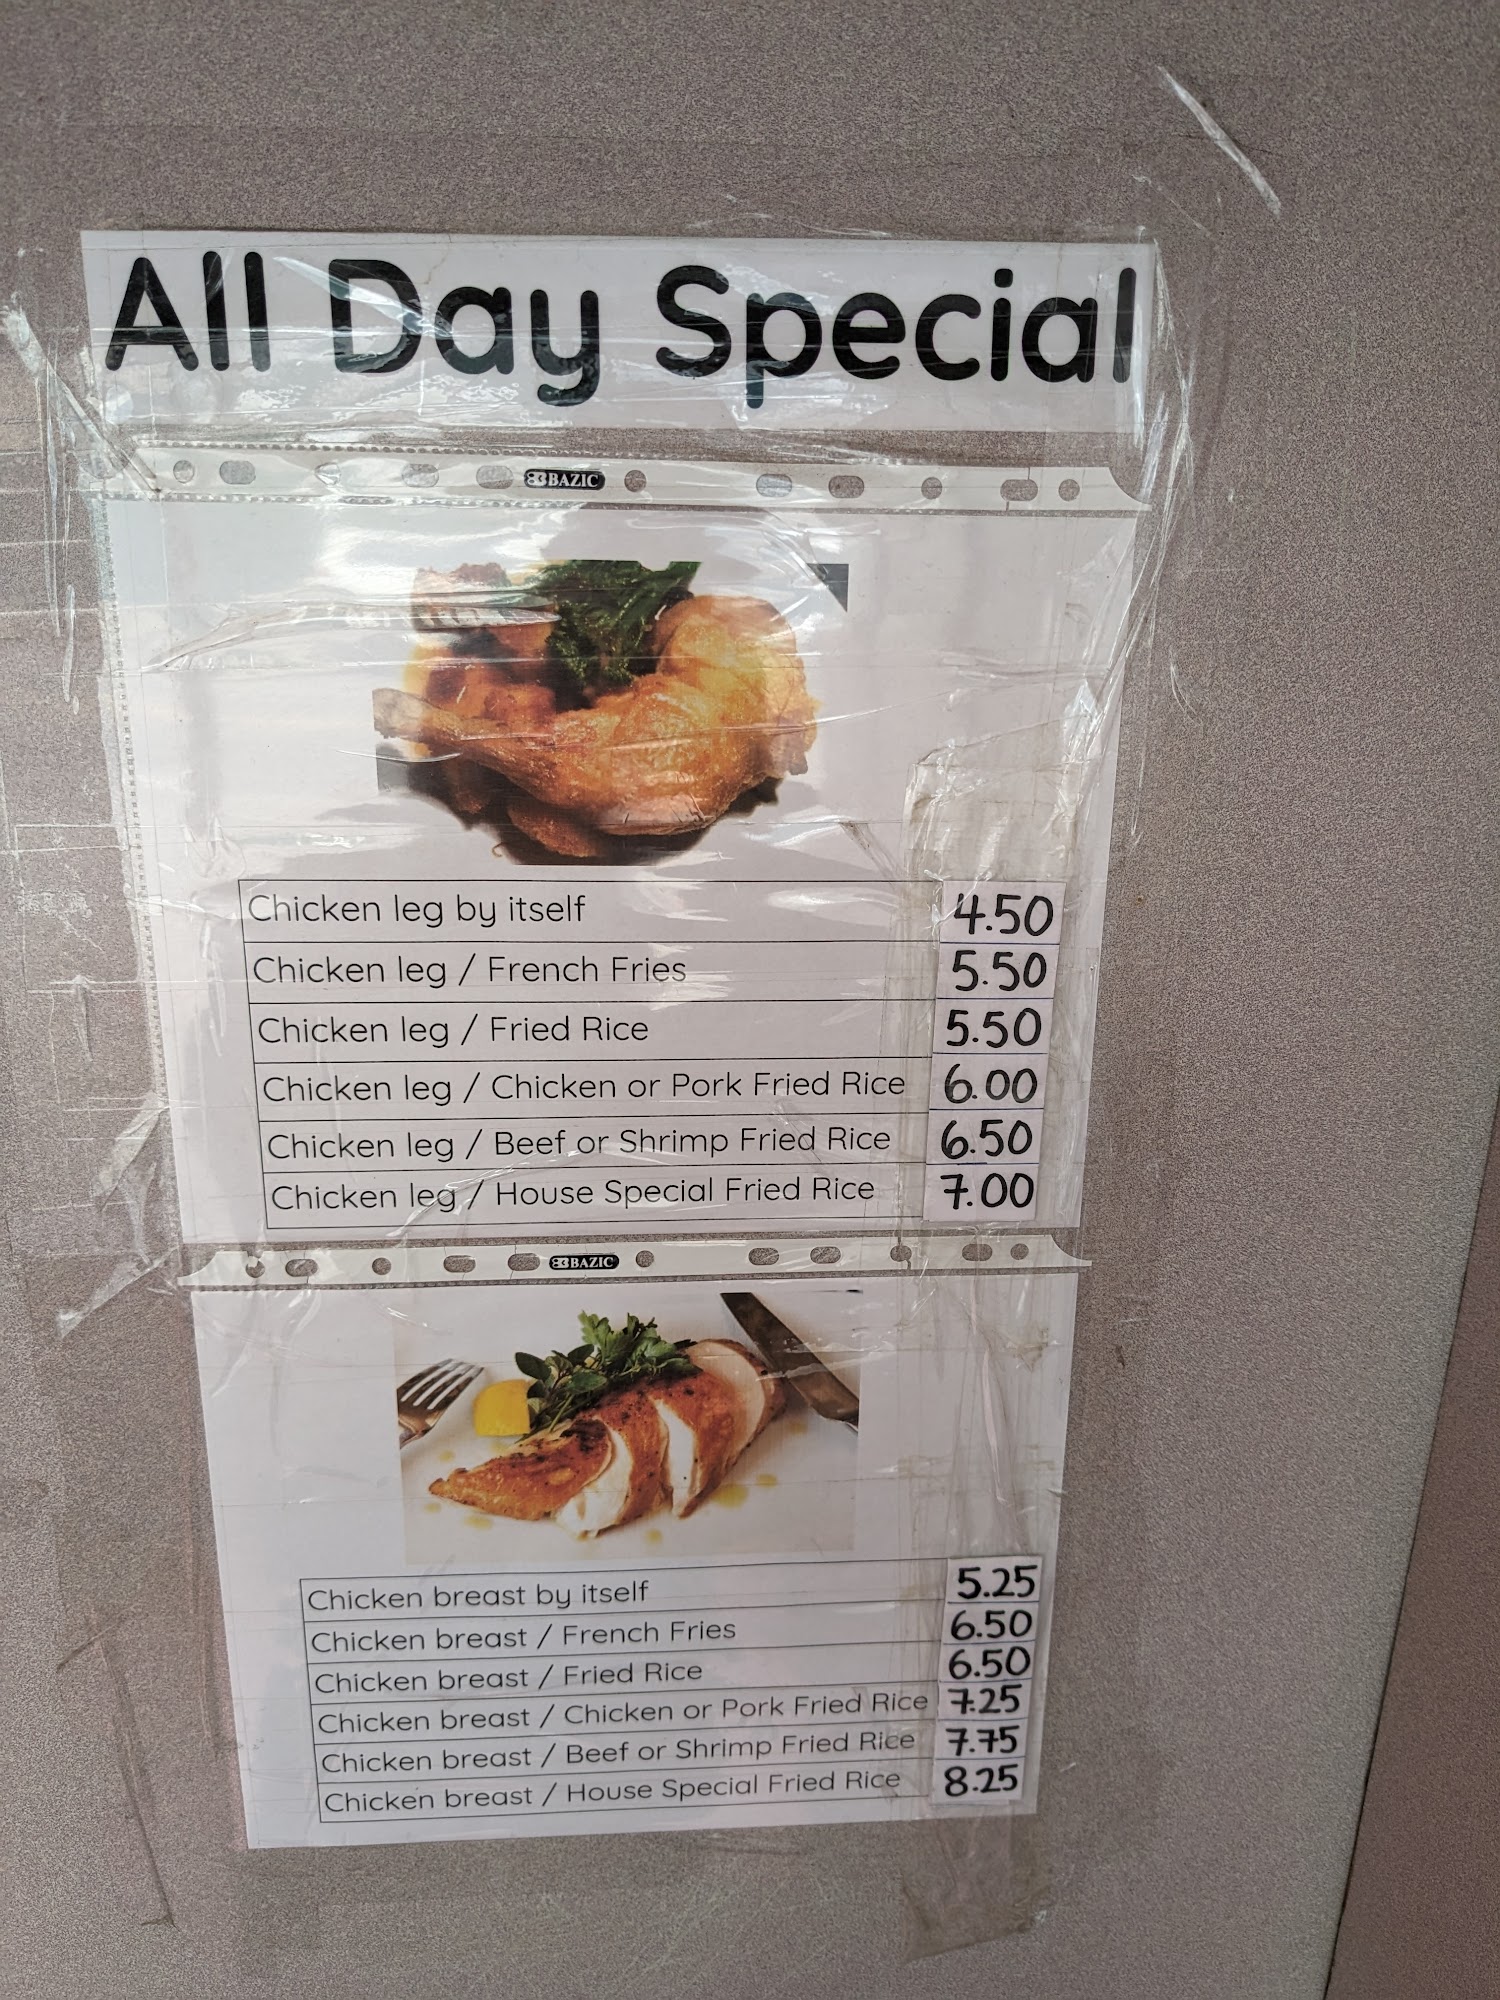 All Day Special
BAZIC
Chicken leg by itself 4.50
Chicken leg / French Fries 5.50
Chicken leg / Fried Rice 5.50
Chicken leg / Chicken or Pork Fried Rice 6.00
Chicken leg / Beef or Shrimp Fried Rice 6.50
Chicken leg / House Special Fried Rice 7.00
BAZIC
Chicken breast by itself 5.25
Chicken breast / French Fries 6.50
Chicken breast / Fried Rice 6.50
Chicken breast / Chicken or Pork Fried Rice 7.25
Chicken breast / Beef or Shrimp Fried Rice 7.75
Chicken breast / House Special Fried Rice 8.25